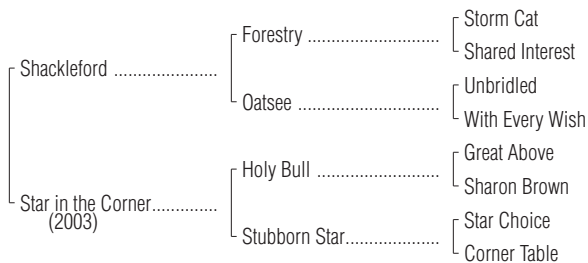 Storm Cat
Forestry ....................
Shared Interest
Shackleford ....................
Unbridled
Oatsee ....................
With Every Wish
Great Above
Holy Bull ....................
Sharon Brown
Star in the Corner.............
(2003)
Star Choice
Stubborn Star.................
Corner Table